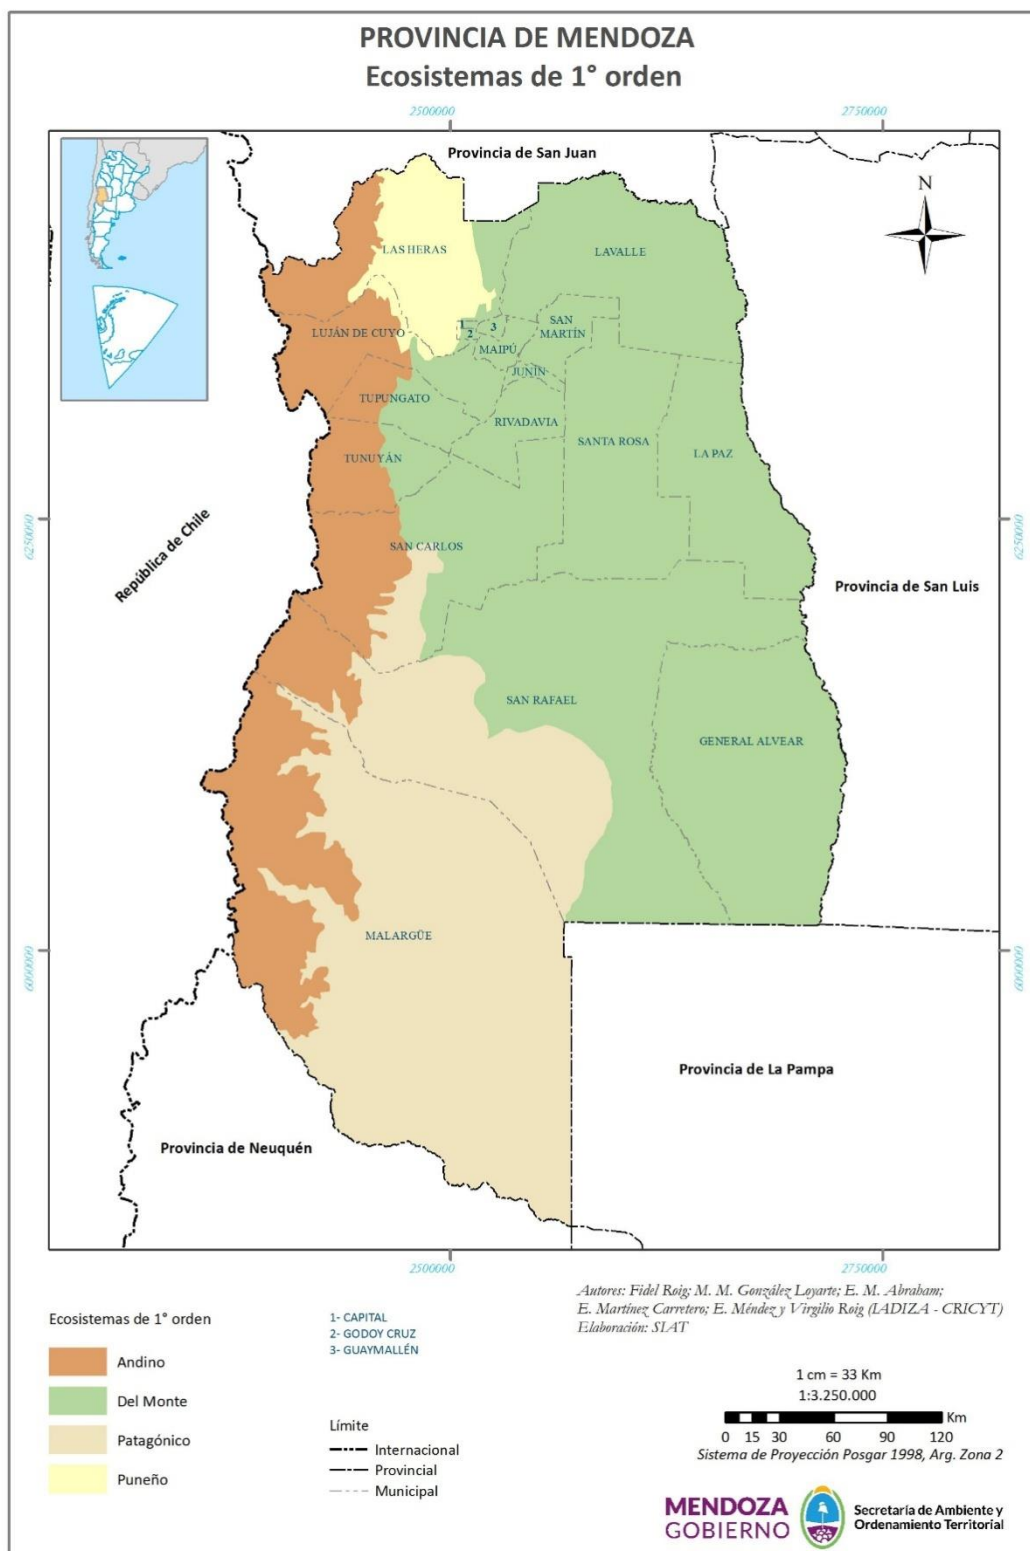 PROVINCIA DE MENDOZA
Ecosistemas de 1° orden
2500000
2750000
Provincia de San Juan
N
LAS HERAS
LAVALLE
LUJÁN DE CUYO
1
2
3
SAN
MARTÍN
MAIPÚ
JUNÍN
TUPUNGATO
RIVADAVIA
TUNUYÁN
SANTA ROSA
LA PAZ
6250000
6250000
República de Chile
SAN CARLOS
Provincia de San Luis
SAN RAFAEL
GENERAL ALVEAR
MALARGÜE
6000000
6000000
Provincia de La Pampa
Provincia de Neuquén
2500000
2750000
Autores: Fidel Roig; M. M. González Loyarte; E. M. Abraham;
E. Martínez Carretero; E. Méndez y Virgilio Roig (IADIZA - CRICYT)
Elaboración: SIAT
Ecosistemas de 1° orden
Andino
Del Monte
Patagónico
Puneño
1- CAPITAL
2- GODOY CRUZ
3- GUAYMALLÉN
Límite
Internacional
Provincial
Municipal
1 cm = 33 Km
1:3.250.000
Km
0 15 30 60 90 120
Sistema de Proyección Posgar 1998, Arg. Zona 2
MENDOZA
GOBIERNO
Secretaría de Ambiente y
Ordenamiento Territorial